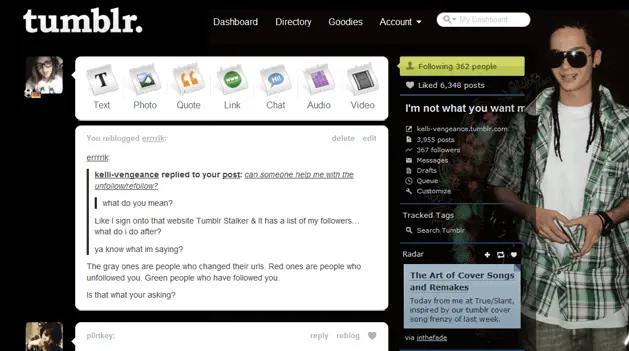 tumblr.
Dashboard Directory Goodies Account
My Dashboard
Text Photo Quote Link Chat Audio Video
You reblogged errrrik: delete edit
errrrik:
kelli-vengeance replied to your post: can someone help me with the
unfollow/refollow?
what do you mean?
Like i sign onto that website Tumblr Stalker & it has a list of my followers...
what do i do after?
ya know what im saying?
The gray ones are people who changed their urls. Red ones are people who
unfollowed you. Green people who have followed you.
Is that what your asking?
p0rtkey: reply reblog
Following 362 people
Liked 6,348 posts
I'm not what you want m
kelli-vengeance.tumblr.com
3,955 posts
367 followers
Messages
Drafts
Queue
Customize
Tracked Tags
Search Tumblr
Radar
The Art of Cover Songs
and Remakes
Today from me at True/Slant,
inspired by our tumblr cover
song frenzy of last week.
via inthefade